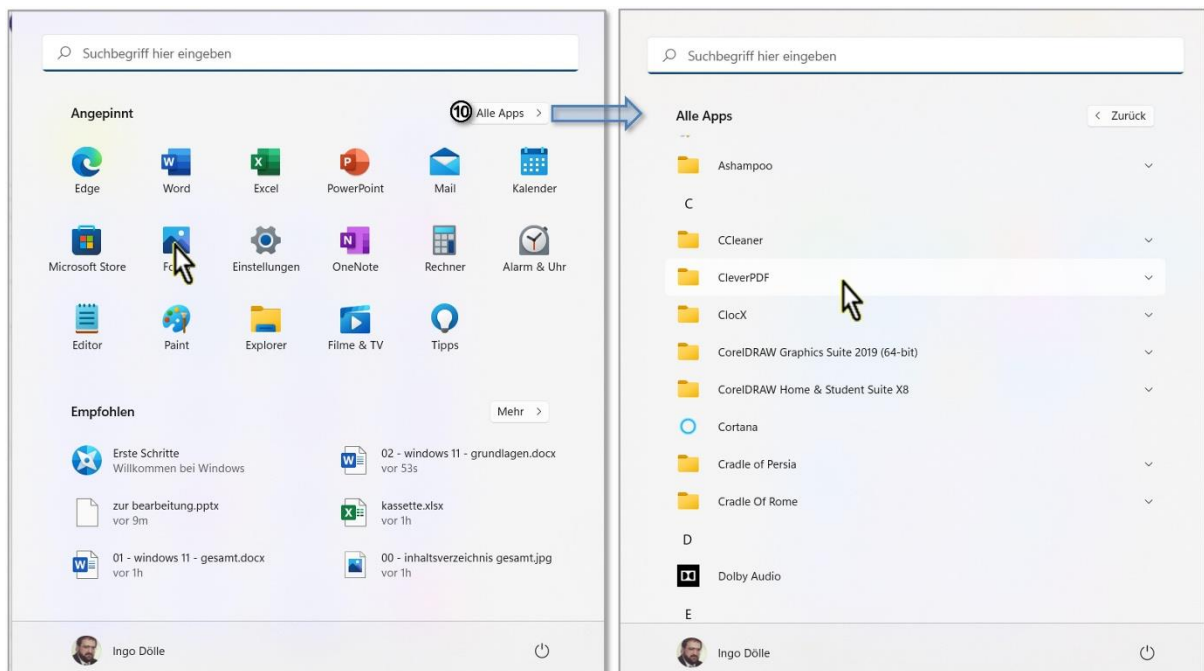 Suchbegriff hier eingeben
Angepinnt
⑩ Alle Apps >
Edge
Word
Excel
PowerPoint
Mail
Kalender
Microsoft Store
Einstellungen
OneNote
Rechner
Alarm & Uhr
Editor
Paint
Explorer
Filme & TV
Tipps
Empfohlen
Mehr >
Erste Schritte
Willkommen bei Windows
02 - windows 11 - grundlagen.docx
vor 53s
zur bearbeitung.pptx
vor 9m
kassette.xlsx
vor 1h
01 - windows 11 - gesamt.docx
vor 1h
00 - inhaltsverzeichnis gesamt.jpg
vor 1h
Ingo Dölle
Suchbegriff hier eingeben
Alle Apps
< Zurück
Ashampoo
C
CCleaner
CleverPDF
ClocX
CorelDRAW Graphics Suite 2019 (64-bit)
CorelDRAW Home & Student Suite X8
Cortana
Cradle of Persia
Cradle Of Rome
D
Dolby Audio
E
Ingo Dölle